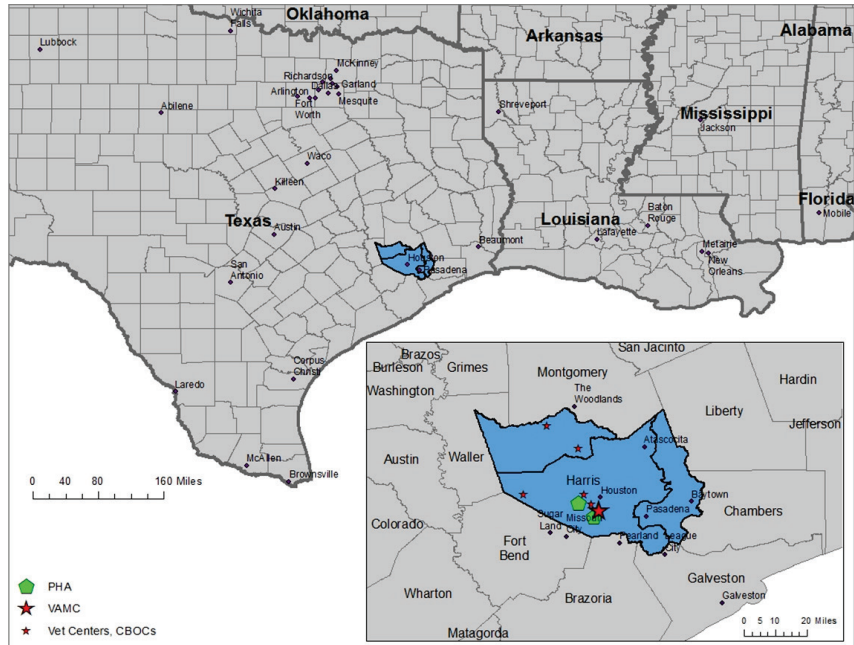 Oklahoma
Wichita
Falls
Arkansas
Alabama
Lubbock
McKinney
Richardson
Dallas
Garland
Arlington
Mesquite
Fort
Worth
Abilene
Shreveport
Mississippi
Jackson
Waco
Killeen
Texas
Austin
Louisiana
Baton
Rouge
Florida
Mobile
Lafayette
Beaumont
Metairie
New
Orleans
San
Antonio
Houston
Pasadena
Corpus
Christi
Laredo
McAllen
Brownsville
0 40 80 160 Miles
PHA
VAMC
Vet Centers, CBOCs
San Jacinto
Brazos
Burleson
Grimes
Montgomery
Washington
The
Woodlands
Hardin
Liberty
Jefferson
Atascocita
Austin
Waller
Harris
Houston
Baytown
Pasadena
Chambers
Colorado
Sugar
Land
Missouri
City
Pearland
League
City
Fort
Bend
Galveston
Galveston
Wharton
Brazoria
Matagorda
0 5 10 20 Miles